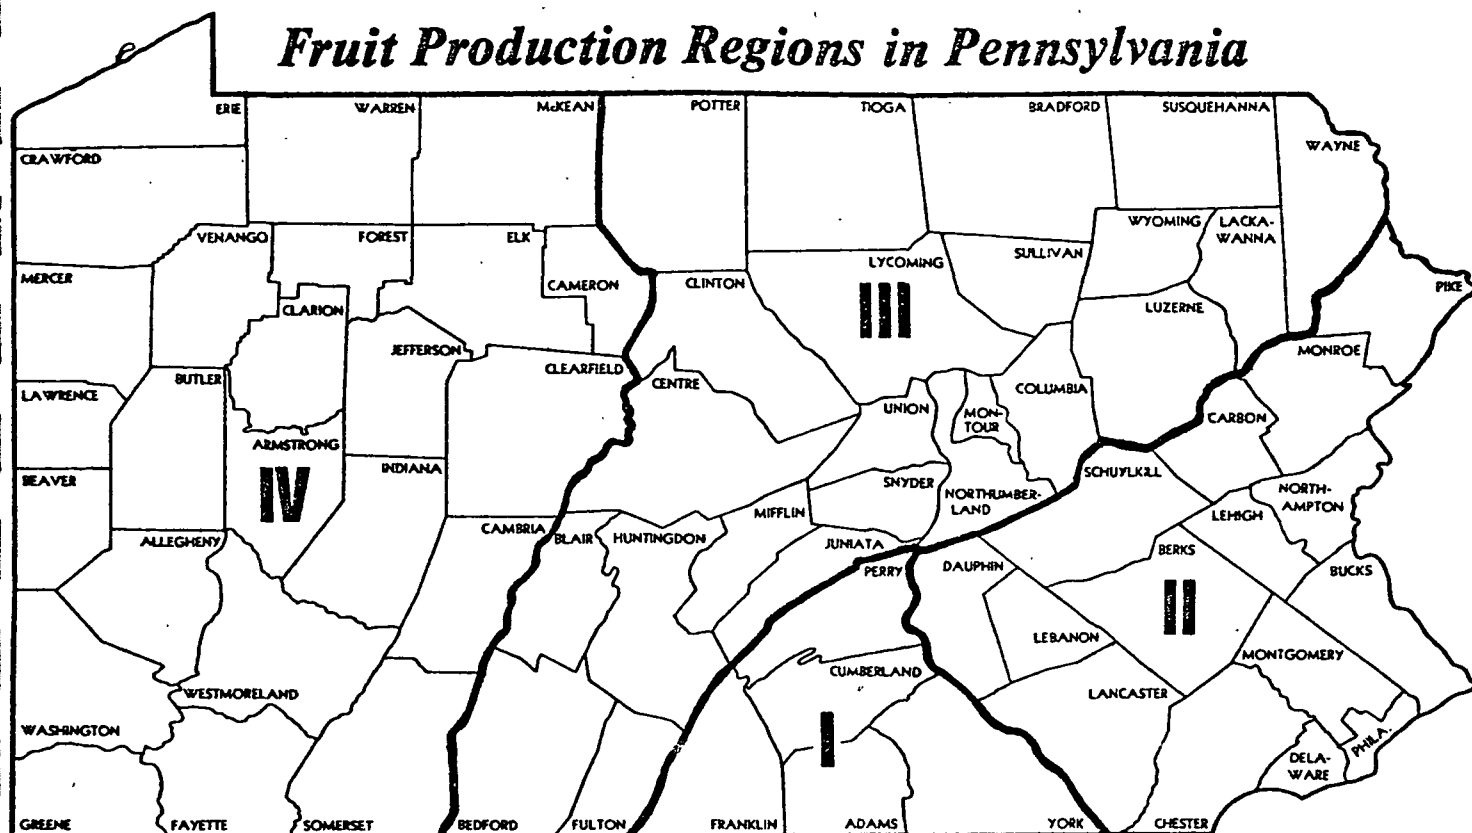 Fruit Production Regions in Pennsylvania
ERIE
WARREN
McKEAN
POTTER
TIOGA
BRADFORD
SUSQUEHANNA
WAYNE
CRAWFORD
VENANGO
FOREST
ELK
WYOMING
LACKA-
WANNA
MERCER
CAMERON
CLINTON
LYCOMING
SULLIVAN
PIKE
III
CLARION
LUZERNE
JEFFERSON
MONROE
CLEARFIELD
BUTLER
CENTRE
LAWRENCE
COLUMBIA
UNION
MON-
TOUR
CARBON
ARMSTRONG
IV
INDIANA
SCHUYLKILL
BEAVER
SNYDER
NORTHUMBER-
LAND
NORTH-
AMPTON
MIFFLIN
LEHIGH
CAMBRIA
BLAIR
HUNTINGDON
ALLEGHENY
JUNIATA
BERKS
PERRY
DAUPHIN
BUCKS
II
LEBANON
MONTGOMERY
CUMBERLAND
WESTMORELAND
LANCASTER
WASHINGTON
I
PHILA.
DELA-
WARE
GREENE
FAYETTE
SOMERSET
BEDFORD
FULTON
FRANKLIN
ADAMS
YORK
CHESTER